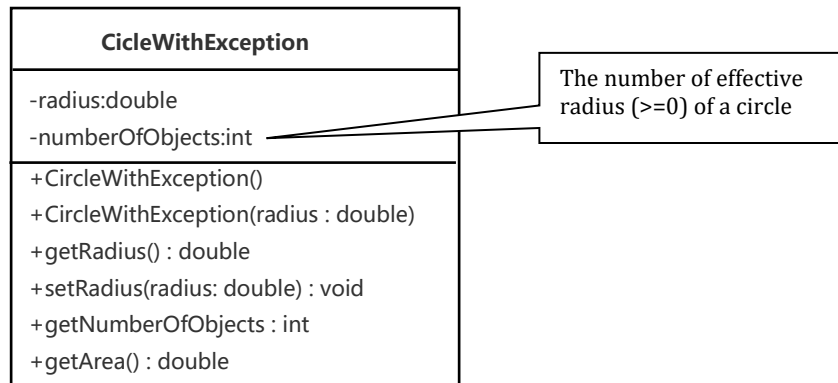 CicleWithException
-radius:double
-numberOfObjects:int
The number of effective
radius (>=0) of a circle
+CircleWithException()
+CircleWithException(radius : double)
+getRadius() : double
+setRadius(radius: double) : void
+getNumberOfObjects : int
+getArea() : double